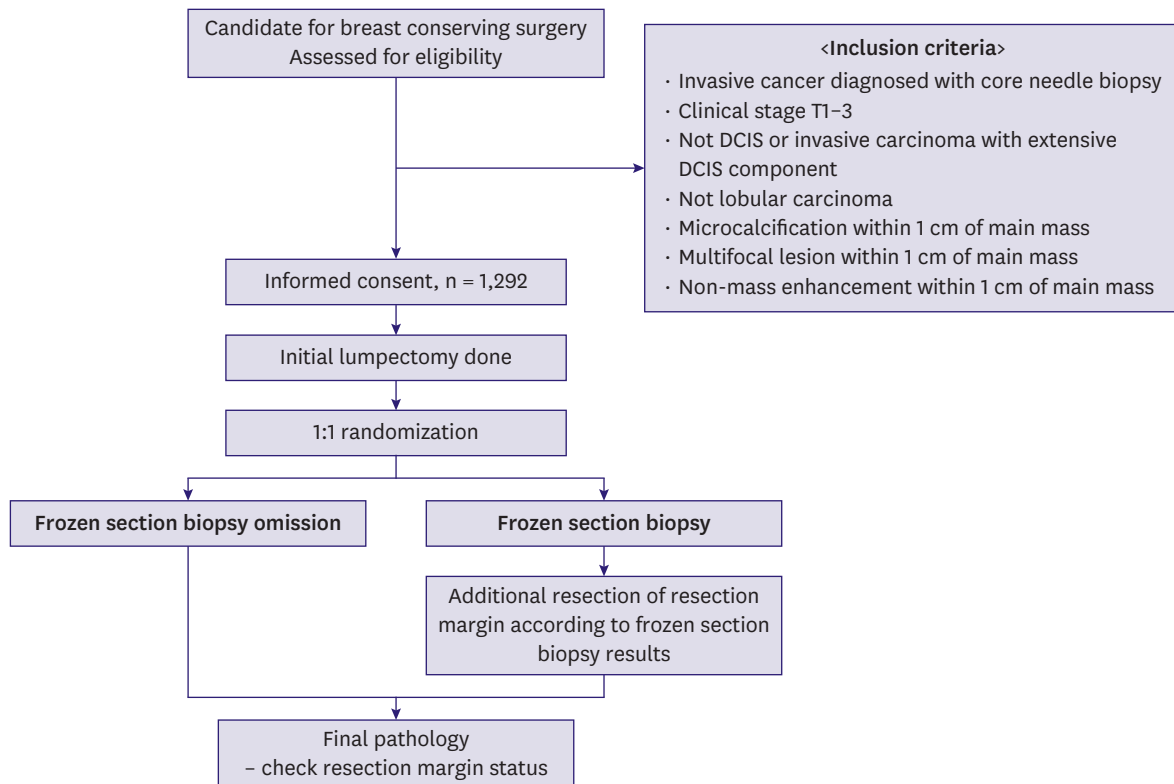 Candidate for breast conserving surgery
Assessed for eligibility
<Inclusion criteria>
· Invasive cancer diagnosed with core needle biopsy
· Clinical stage T1–3
· Not DCIS or invasive carcinoma with extensive
DCIS component
· Not lobular carcinoma
· Microcalcification within 1 cm of main mass
· Multifocal lesion within 1 cm of main mass
· Non-mass enhancement within 1 cm of main mass
Informed consent, n = 1,292
Initial lumpectomy done
1:1 randomization
Frozen section biopsy omission
Frozen section biopsy
Additional resection of resection
margin according to frozen section
biopsy results
Final pathology
– check resection margin status